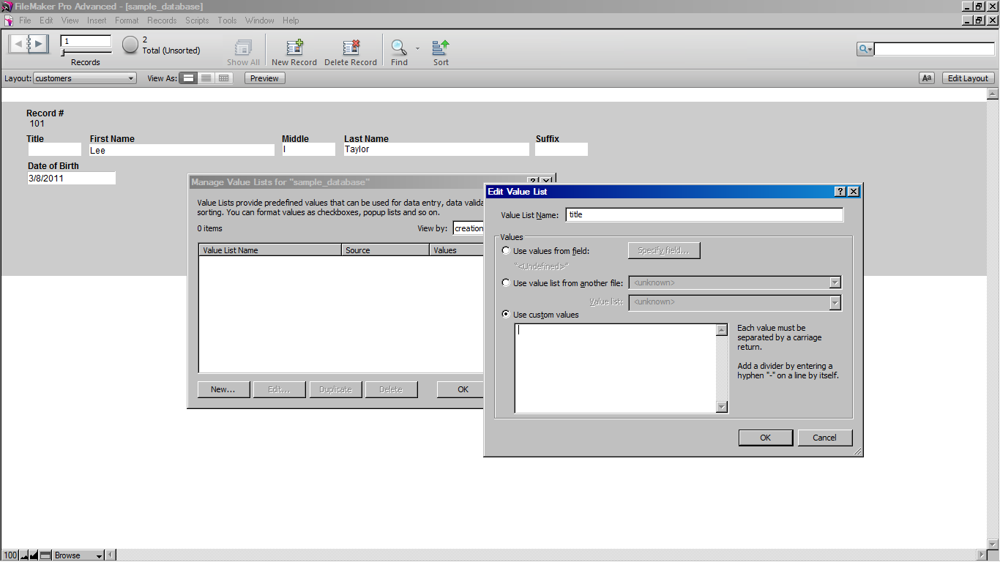 FileMaker Pro Advanced - [sample_database]
File Edit View Insert Format Records Scripts Tools Window Help
1
Records
2
Total (Unsorted)
Show All
New Record
Delete Record
Find
Sort
Layout: customers View As: Preview Aa Edit Layout
Record #
101
Title First Name Middle Last Name Suffix
Lee I Taylor
Date of Birth
3/8/2011
Manage Value Lists for "sample_database"
Value Lists provide predefined values that can be used for data entry, data valida
sorting. You can format values as checkboxes, popup lists and so on.
0 items View by: creation
Value List Name Source Values
New... Edit... Duplicate Delete OK
Edit Value List
Value List Name: title
Values
Use values from field: Specify field...
"<Undefined>"
Use value list from another file: <unknown>
Value list: <unknown>
Use custom values
Each value must be
separated by a carriage
return.
Add a divider by entering a
hyphen "-" on a line by itself.
OK Cancel
100 Browse